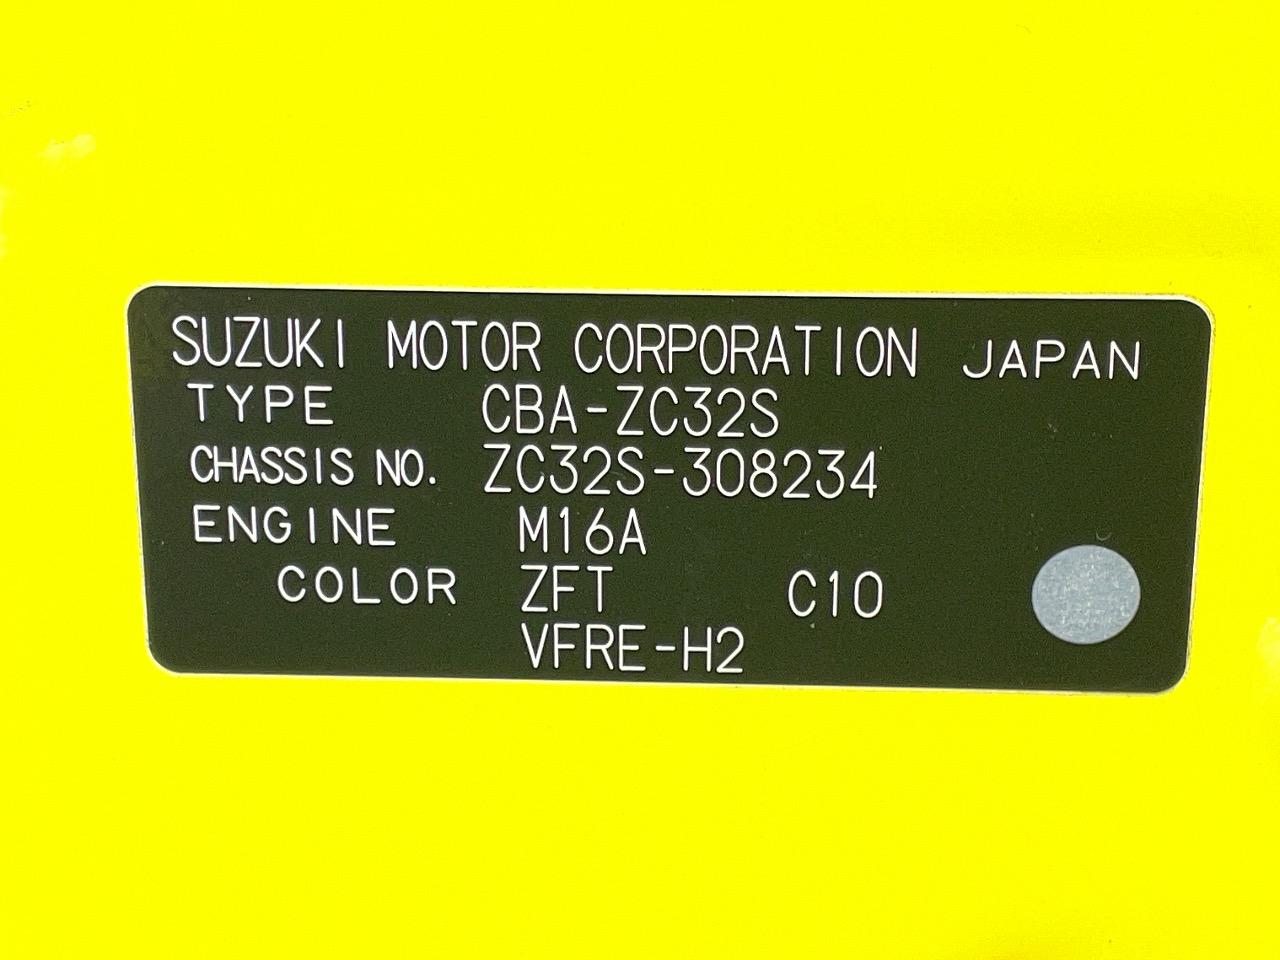 SUZUKI MOTOR CORPORATION JAPAN
TYPE CBA-ZC32S
CHASSIS NO. ZC32S-308234
ENGINE M16A
COLOR ZFT C10
VFRE-H2